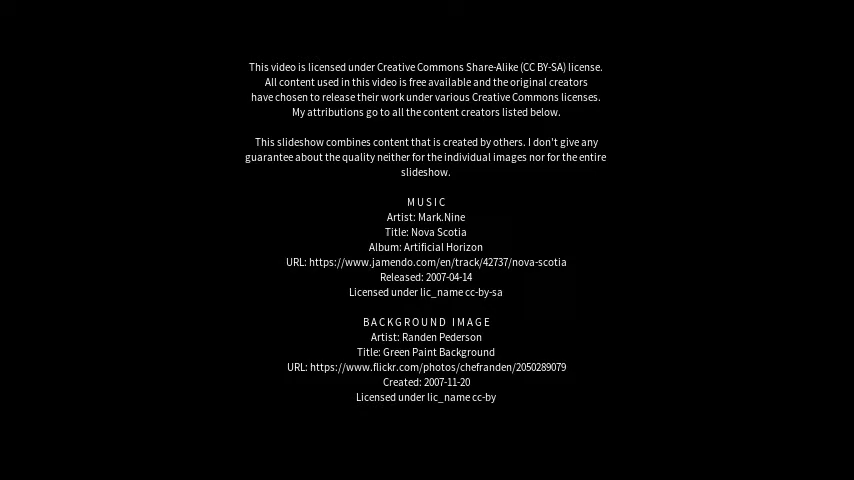 This video is licensed under Creative Commons Share-Alike (CC BY-SA) license.
All content used in this video is free available and the original creators
have chosen to release their work under various Creative Commons licenses.
My attributions go to all the content creators listed below.
This slideshow combines content that is created by others. I don't give any
guarantee about the quality neither for the individual images nor for the entire
slideshow.
M U S I C
Artist: Mark.Nine
Title: Nova Scotia
Album: Artificial Horizon
URL: https://www.jamendo.com/en/track/42737/nova-scotia
Released: 2007-04-14
Licensed under lic_name cc-by-sa
B A C K G R O U N D   I M A G E
Artist: Randen Pederson
Title: Green Paint Background
URL: https://www.flickr.com/photos/chefranden/2050289079
Created: 2007-11-20
Licensed under lic_name cc-by